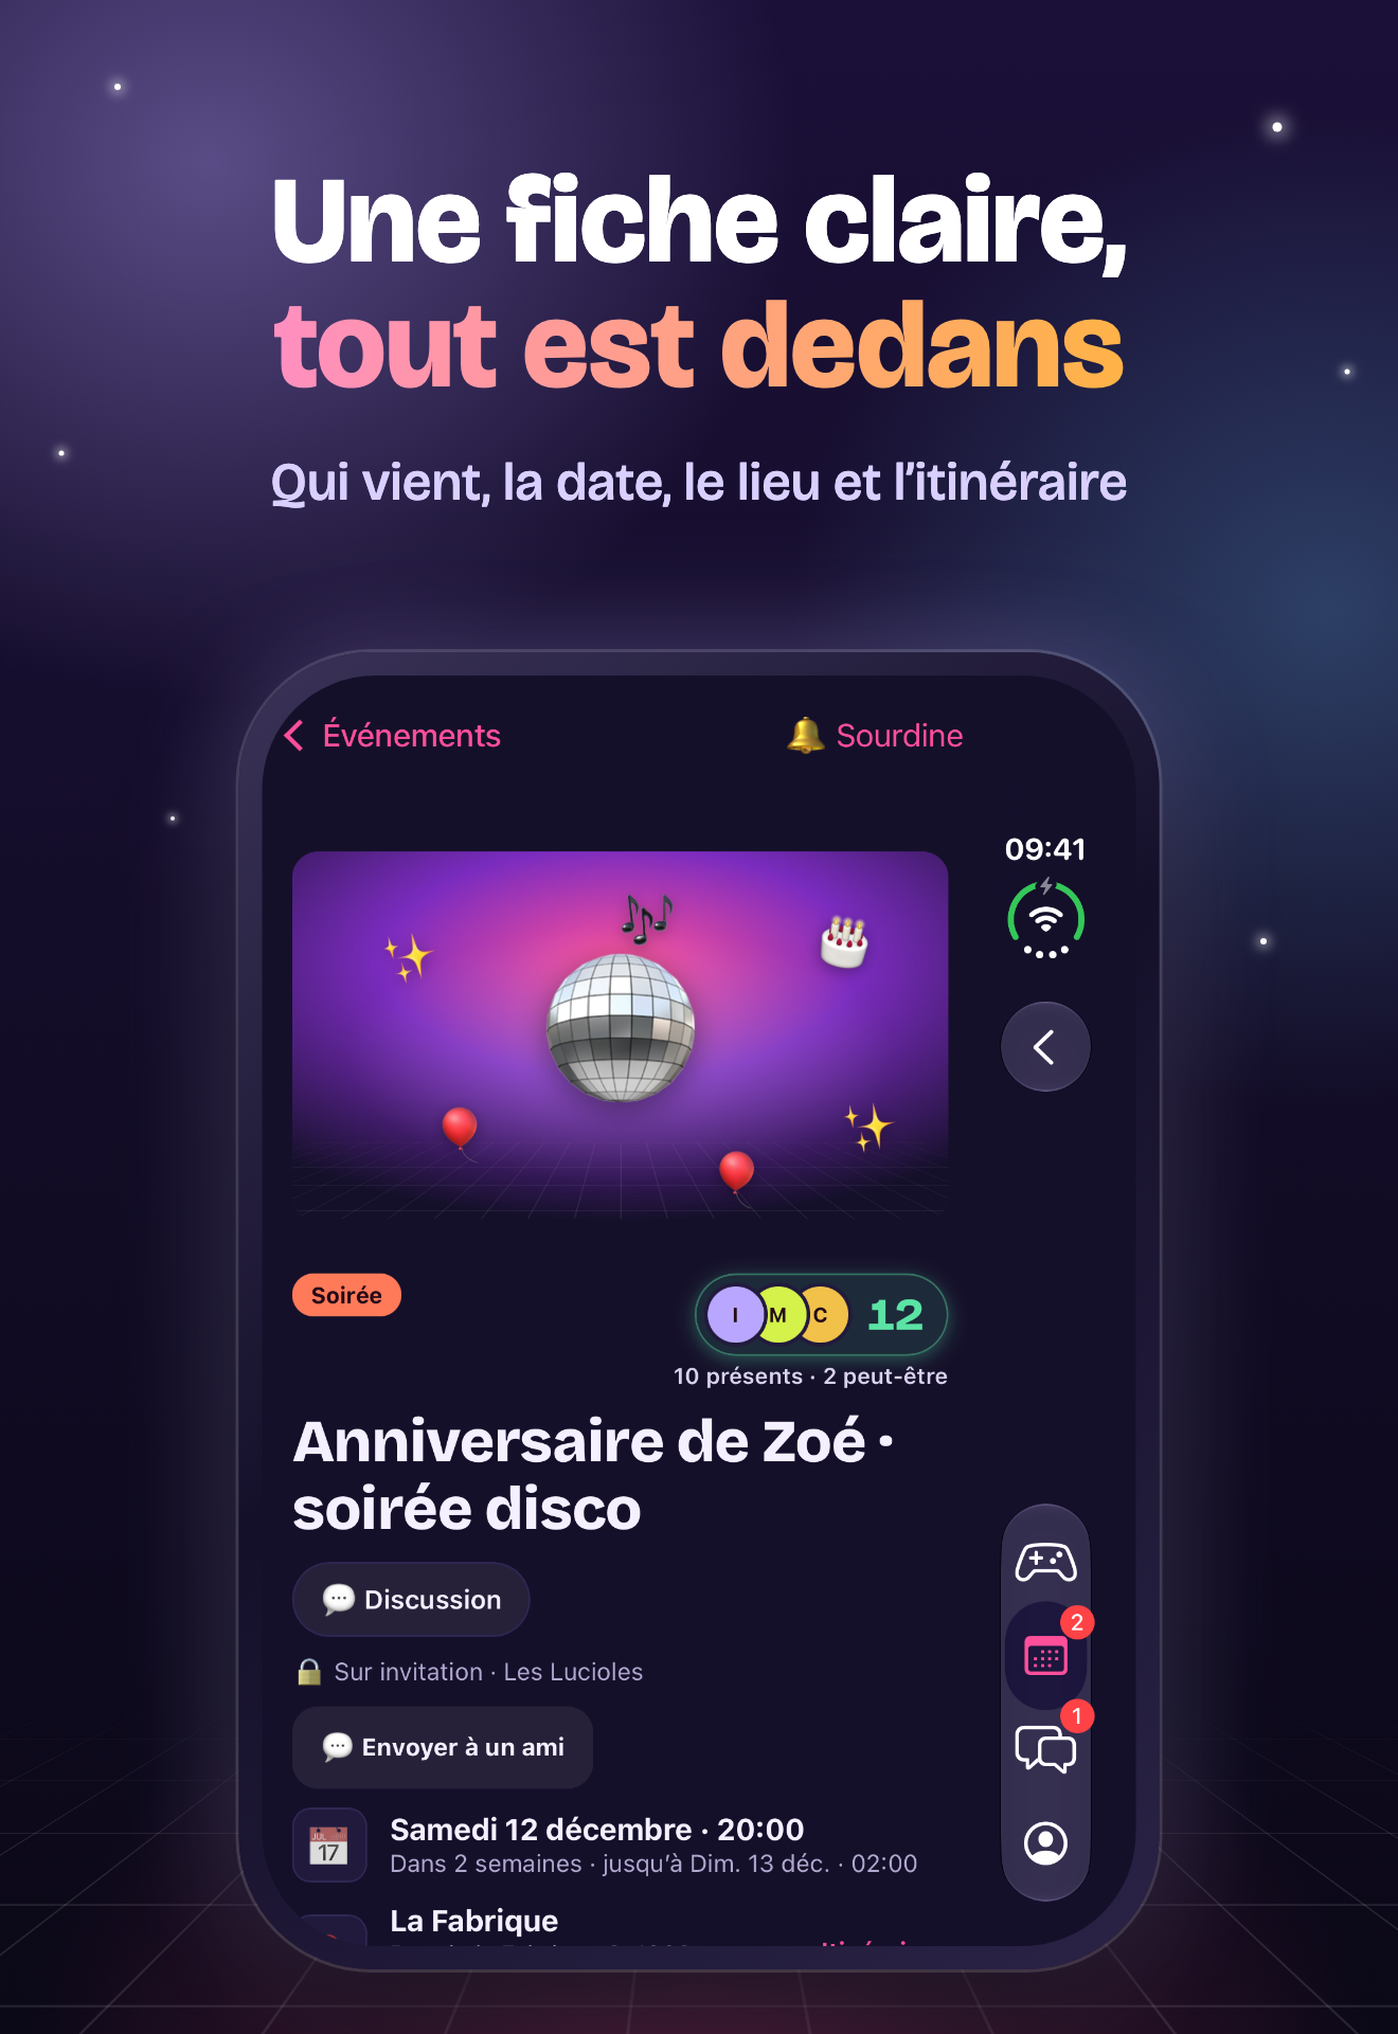 Une fiche claire,
tout est dedans
Qui vient, la date, le lieu et l’itinéraire
Événements
Sourdine
09:41
Soirée
I M C 12
10 présents · 2 peut-être
Anniversaire de Zoé ·
soirée disco
Discussion
Sur invitation · Les Lucioles
Envoyer à un ami
2
1
JUL
17
Samedi 12 décembre · 20:00
Dans 2 semaines · jusqu’à Dim. 13 déc. · 02:00
La Fabrique